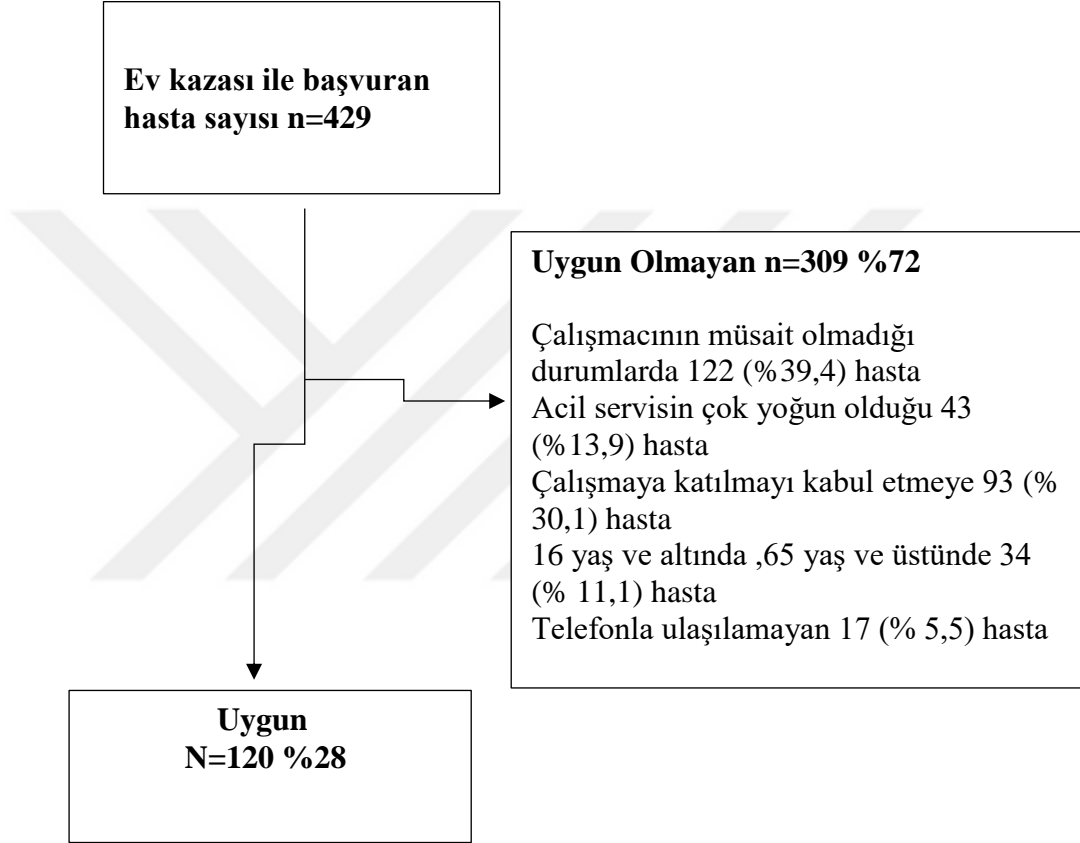 Ev kazası ile başvuran
hasta sayısı n=429
Uygun Olmayan n=309 %72
Çalışmacının müsait olmadığı
durumlarda 122 (%39,4) hasta
Acil servisin çok yoğun olduğu 43
(%13,9) hasta
Çalışmaya katılmayı kabul etmeye 93 (%
30,1) hasta
16 yaş ve altında ,65 yaş ve üstünde 34
(% 11,1) hasta
Telefonla ulaşılamayan 17 (% 5,5) hasta
Uygun
N=120 %28